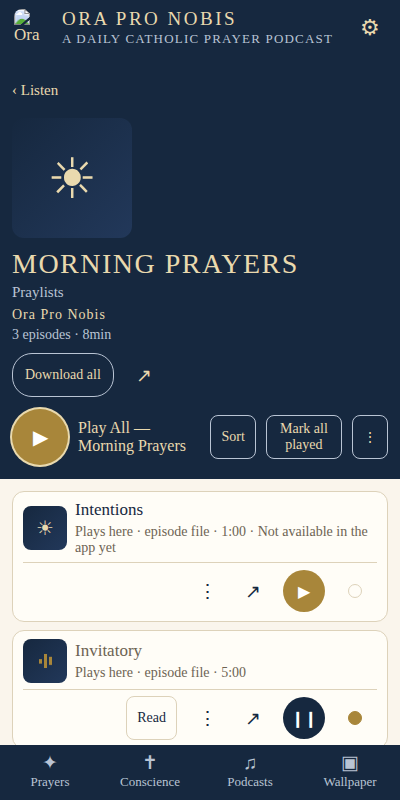 Ora
ORA PRO NOBIS
A DAILY CATHOLIC PRAYER PODCAST
‹ Listen
MORNING PRAYERS
Praylists
Ora Pro Nobis
3 episodes · 8min
Download all
Play All —
Morning Prayers
Sort
Mark all
played
Intentions
Plays here · episode file · 1:00 · Not available in the
app yet
Invitatory
Plays here · episode file · 5:00
Read
Prayers
Conscience
Podcasts
Wallpaper